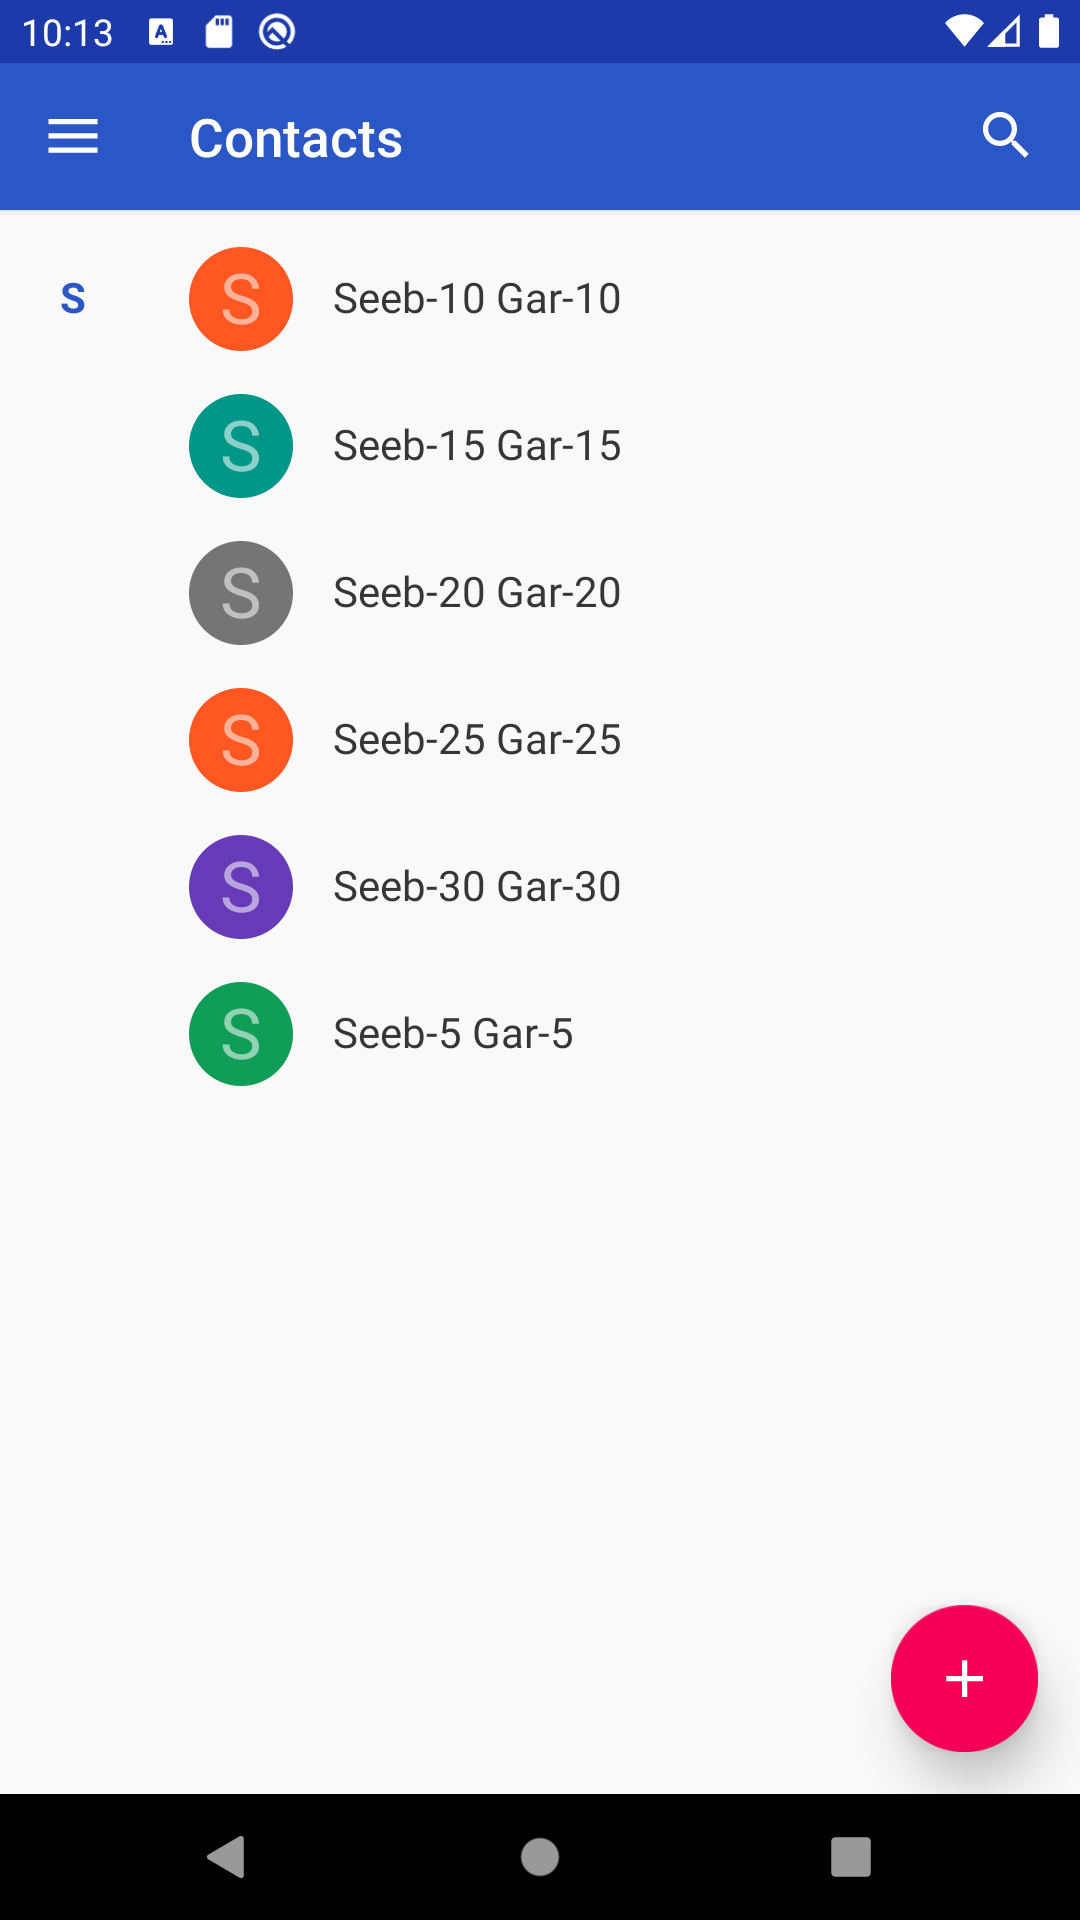 10:13
Contacts
S
S Seeb-10 Gar-10
S Seeb-15 Gar-15
S Seeb-20 Gar-20
S Seeb-25 Gar-25
S Seeb-30 Gar-30
S Seeb-5 Gar-5